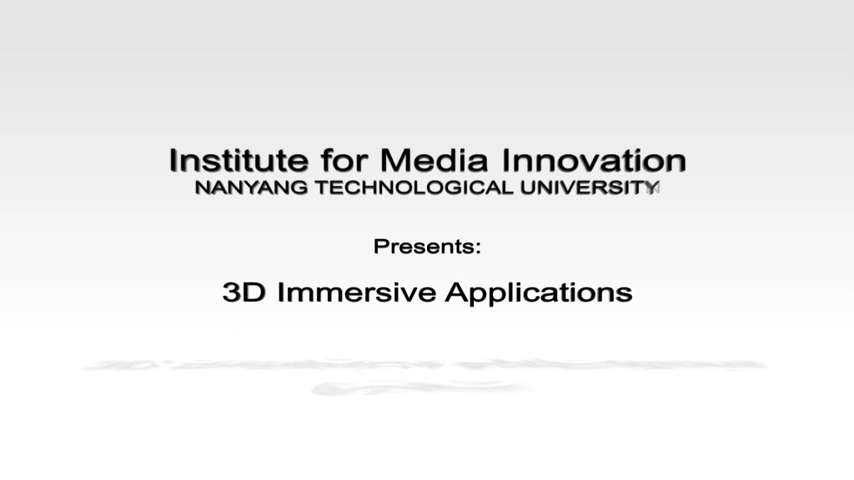 Institute for Media Innovation
NANYANG TECHNOLOGICAL UNIVERSITY
Presents:
3D Immersive Applications